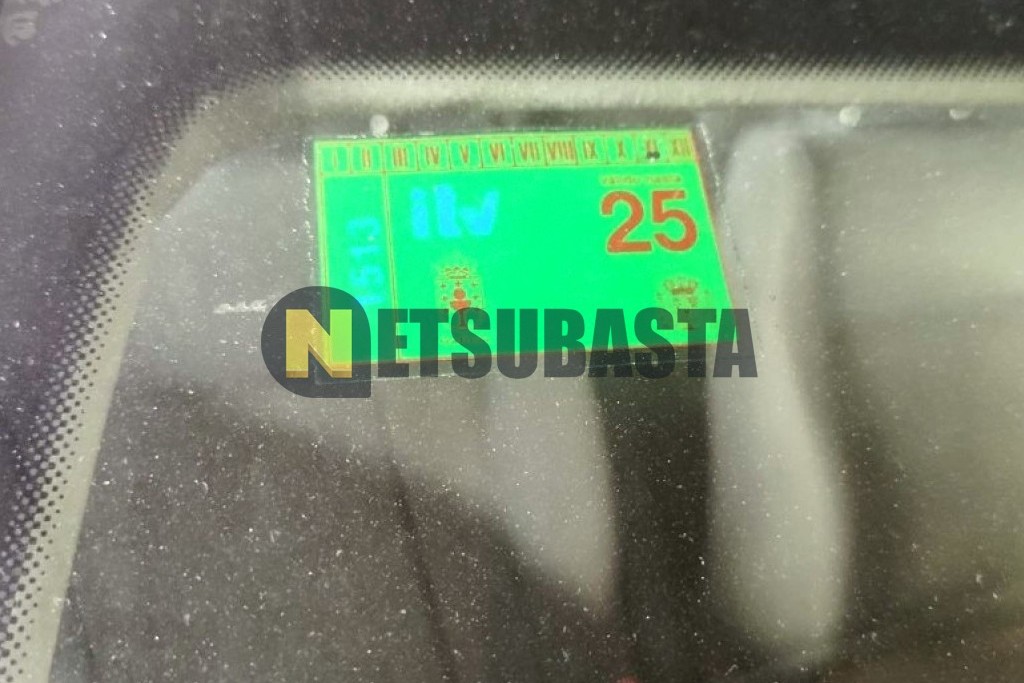 I II III IV V VI VII VIII IX X XI XII
itv
25
1513
NETSUBASTA